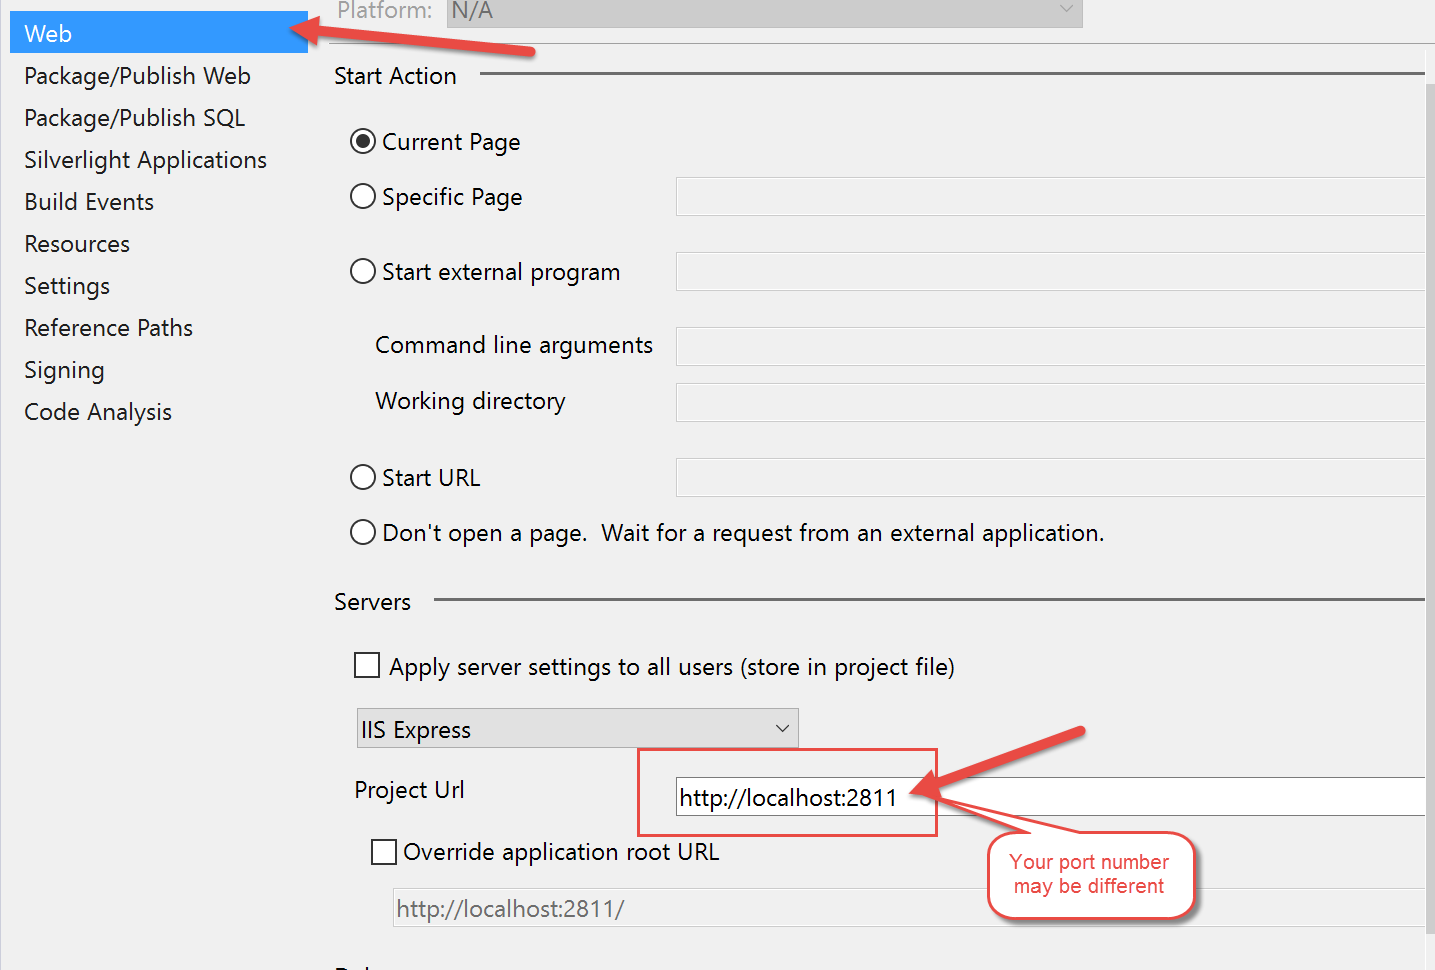 Platform: N/A
Web
Package/Publish Web
Package/Publish SQL
Silverlight Applications
Build Events
Resources
Settings
Reference Paths
Signing
Code Analysis
Start Action
Current Page
Specific Page
Start external program
Command line arguments
Working directory
Start URL
Don't open a page.  Wait for a request from an external application.
Servers
Apply server settings to all users (store in project file)
IIS Express
Project Url
http://localhost:2811
Override application root URL
http://localhost:2811/
Your port number
may be different